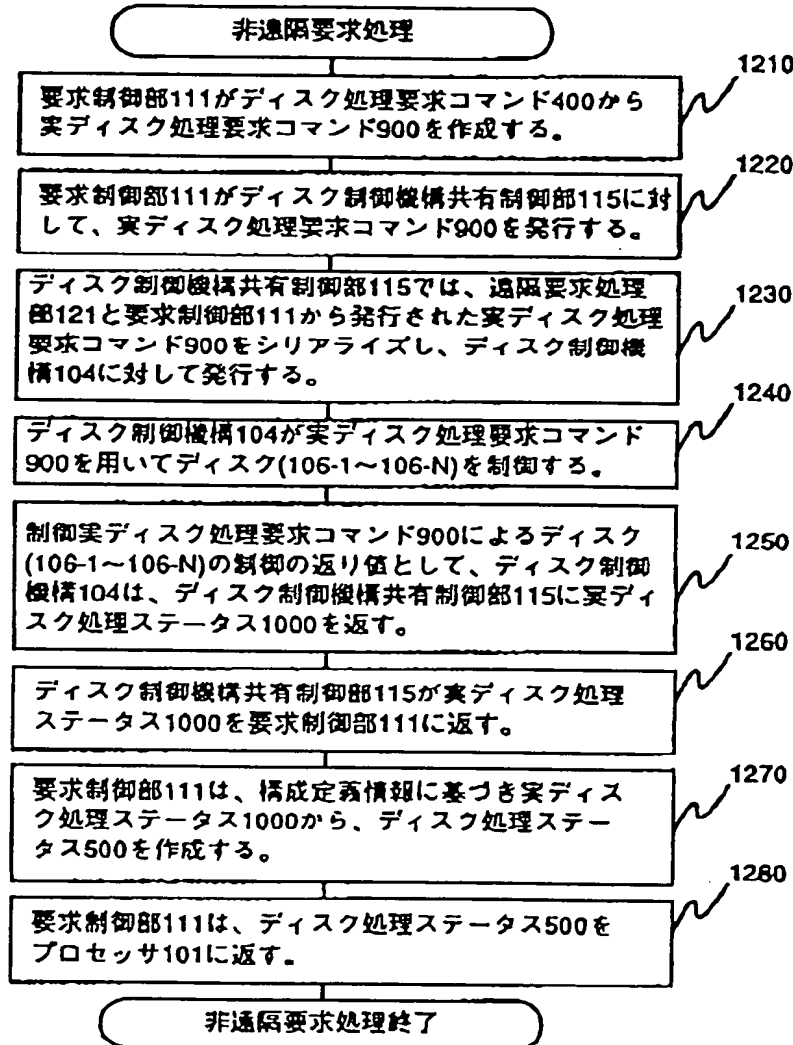 非遠隔要求処理
1210
要求制御部111がディスク処理要求コマンド400から
実ディスク処理要求コマンド900を作成する。
1220
要求制御部111がディスク制御機構共有制御部115に対
して、実ディスク処理要求コマンド900を発行する。
1230
ディスク制御機構共有制御部115では、遠隔要求処理
部121と要求制御部111から発行された実ディスク処理
要求コマンド900をシリアライズし、ディスク制御機
構104に対して発行する。
1240
ディスク制御機構104が実ディスク処理要求コマンド
900を用いてディスク(106-1～106-N)を制御する。
1250
制御実ディスク処理要求コマンド900によるディスク
(106-1～106-N)の制御の返り値として、ディスク制御
機構104は、ディスク制御機構共有制御部115に実ディ
スク処理ステータス1000を返す。
1260
ディスク制御機構共有制御部115が実ディスク処理
ステータス1000を要求制御部111に返す。
1270
要求制御部111は、構成定義情報に基づき実ディス
ク処理ステータス1000から、ディスク処理ステー
タス500を作成する。
1280
要求制御部111は、ディスク処理ステータス500を
プロセッサ101に返す。
非遠隔要求処理終了